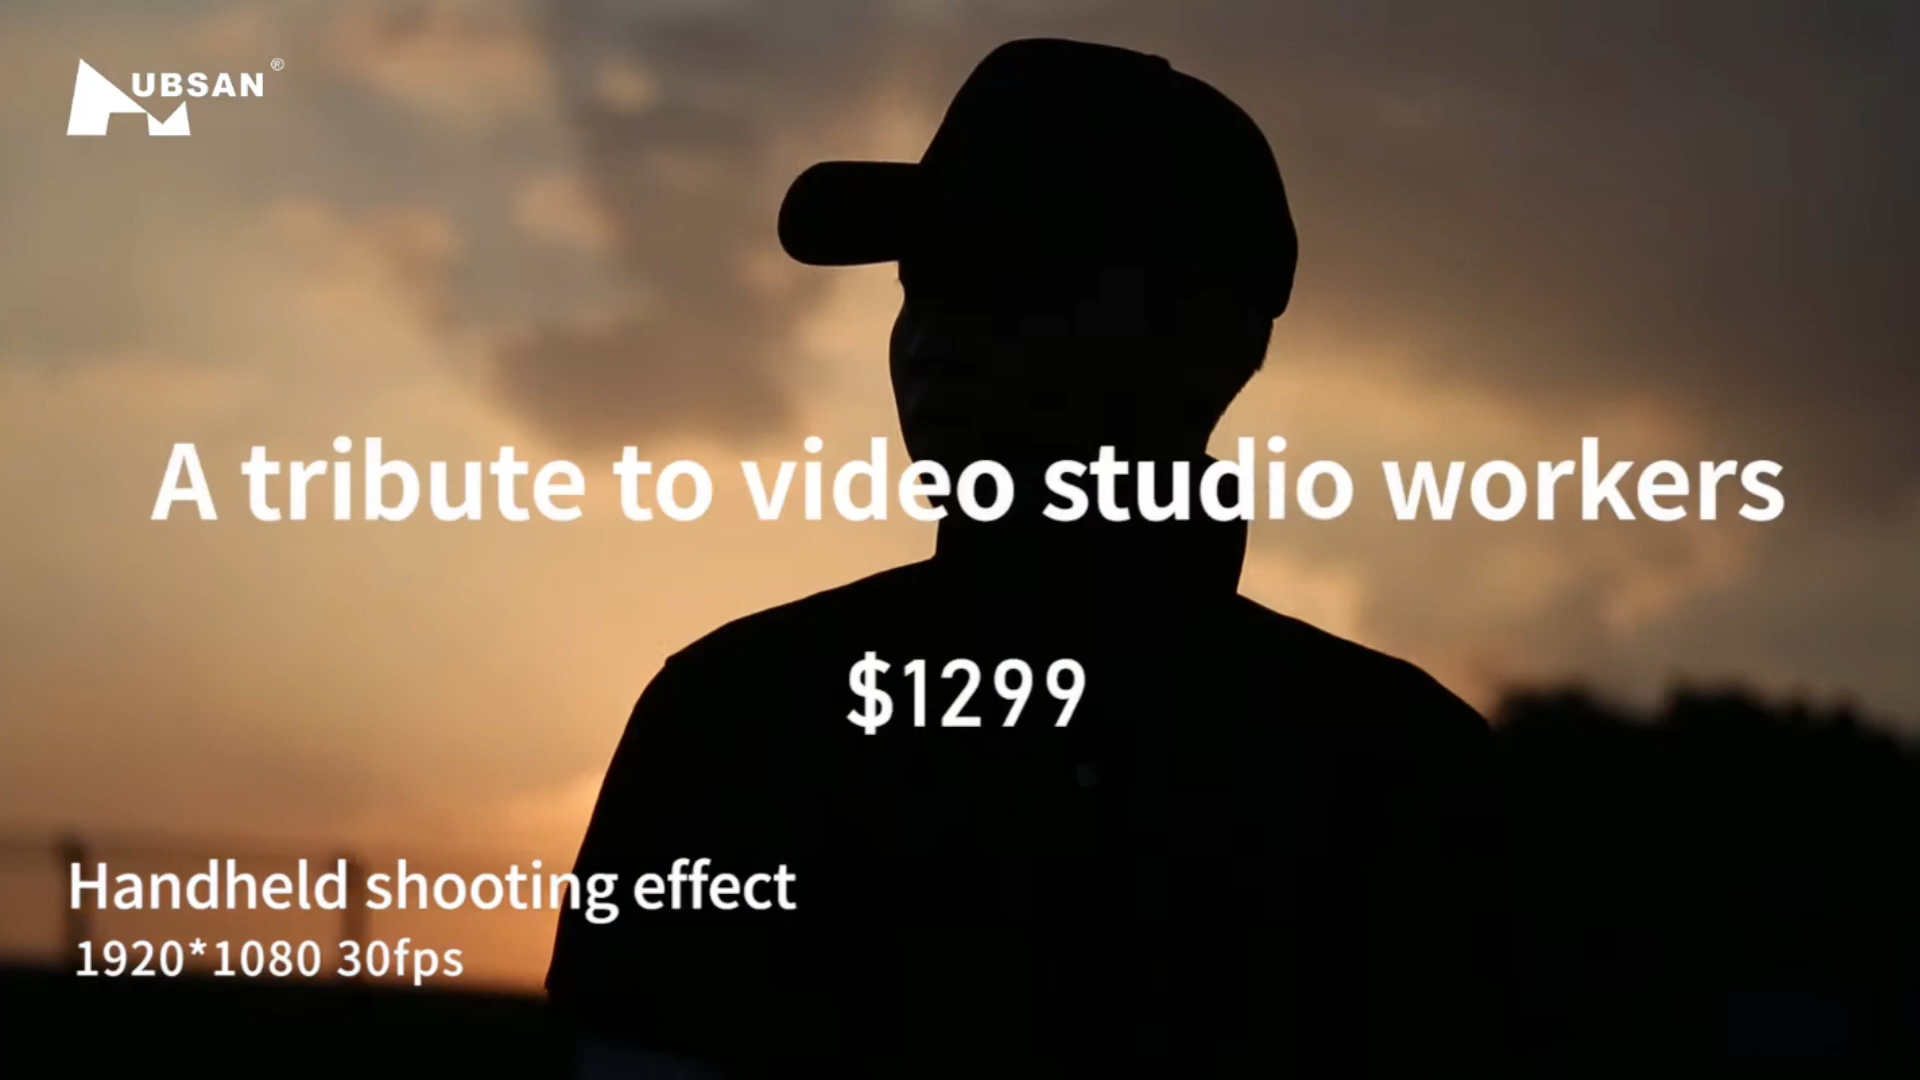 UBSAN®
A tribute to video studio workers
$1299
Handheld shooting effect
1920*1080 30fps